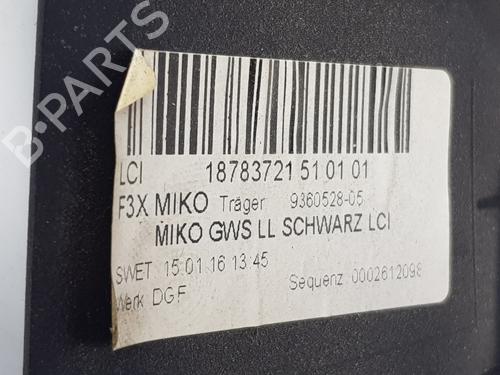 B-PARTS
LCI 18783721 51 01 01
F3X MIKO Träger 9360528-05
MIKO GWS LL SCHWARZ LCI
SWET 15.01.16 13:45
Werk DGF Sequenz 0002612098